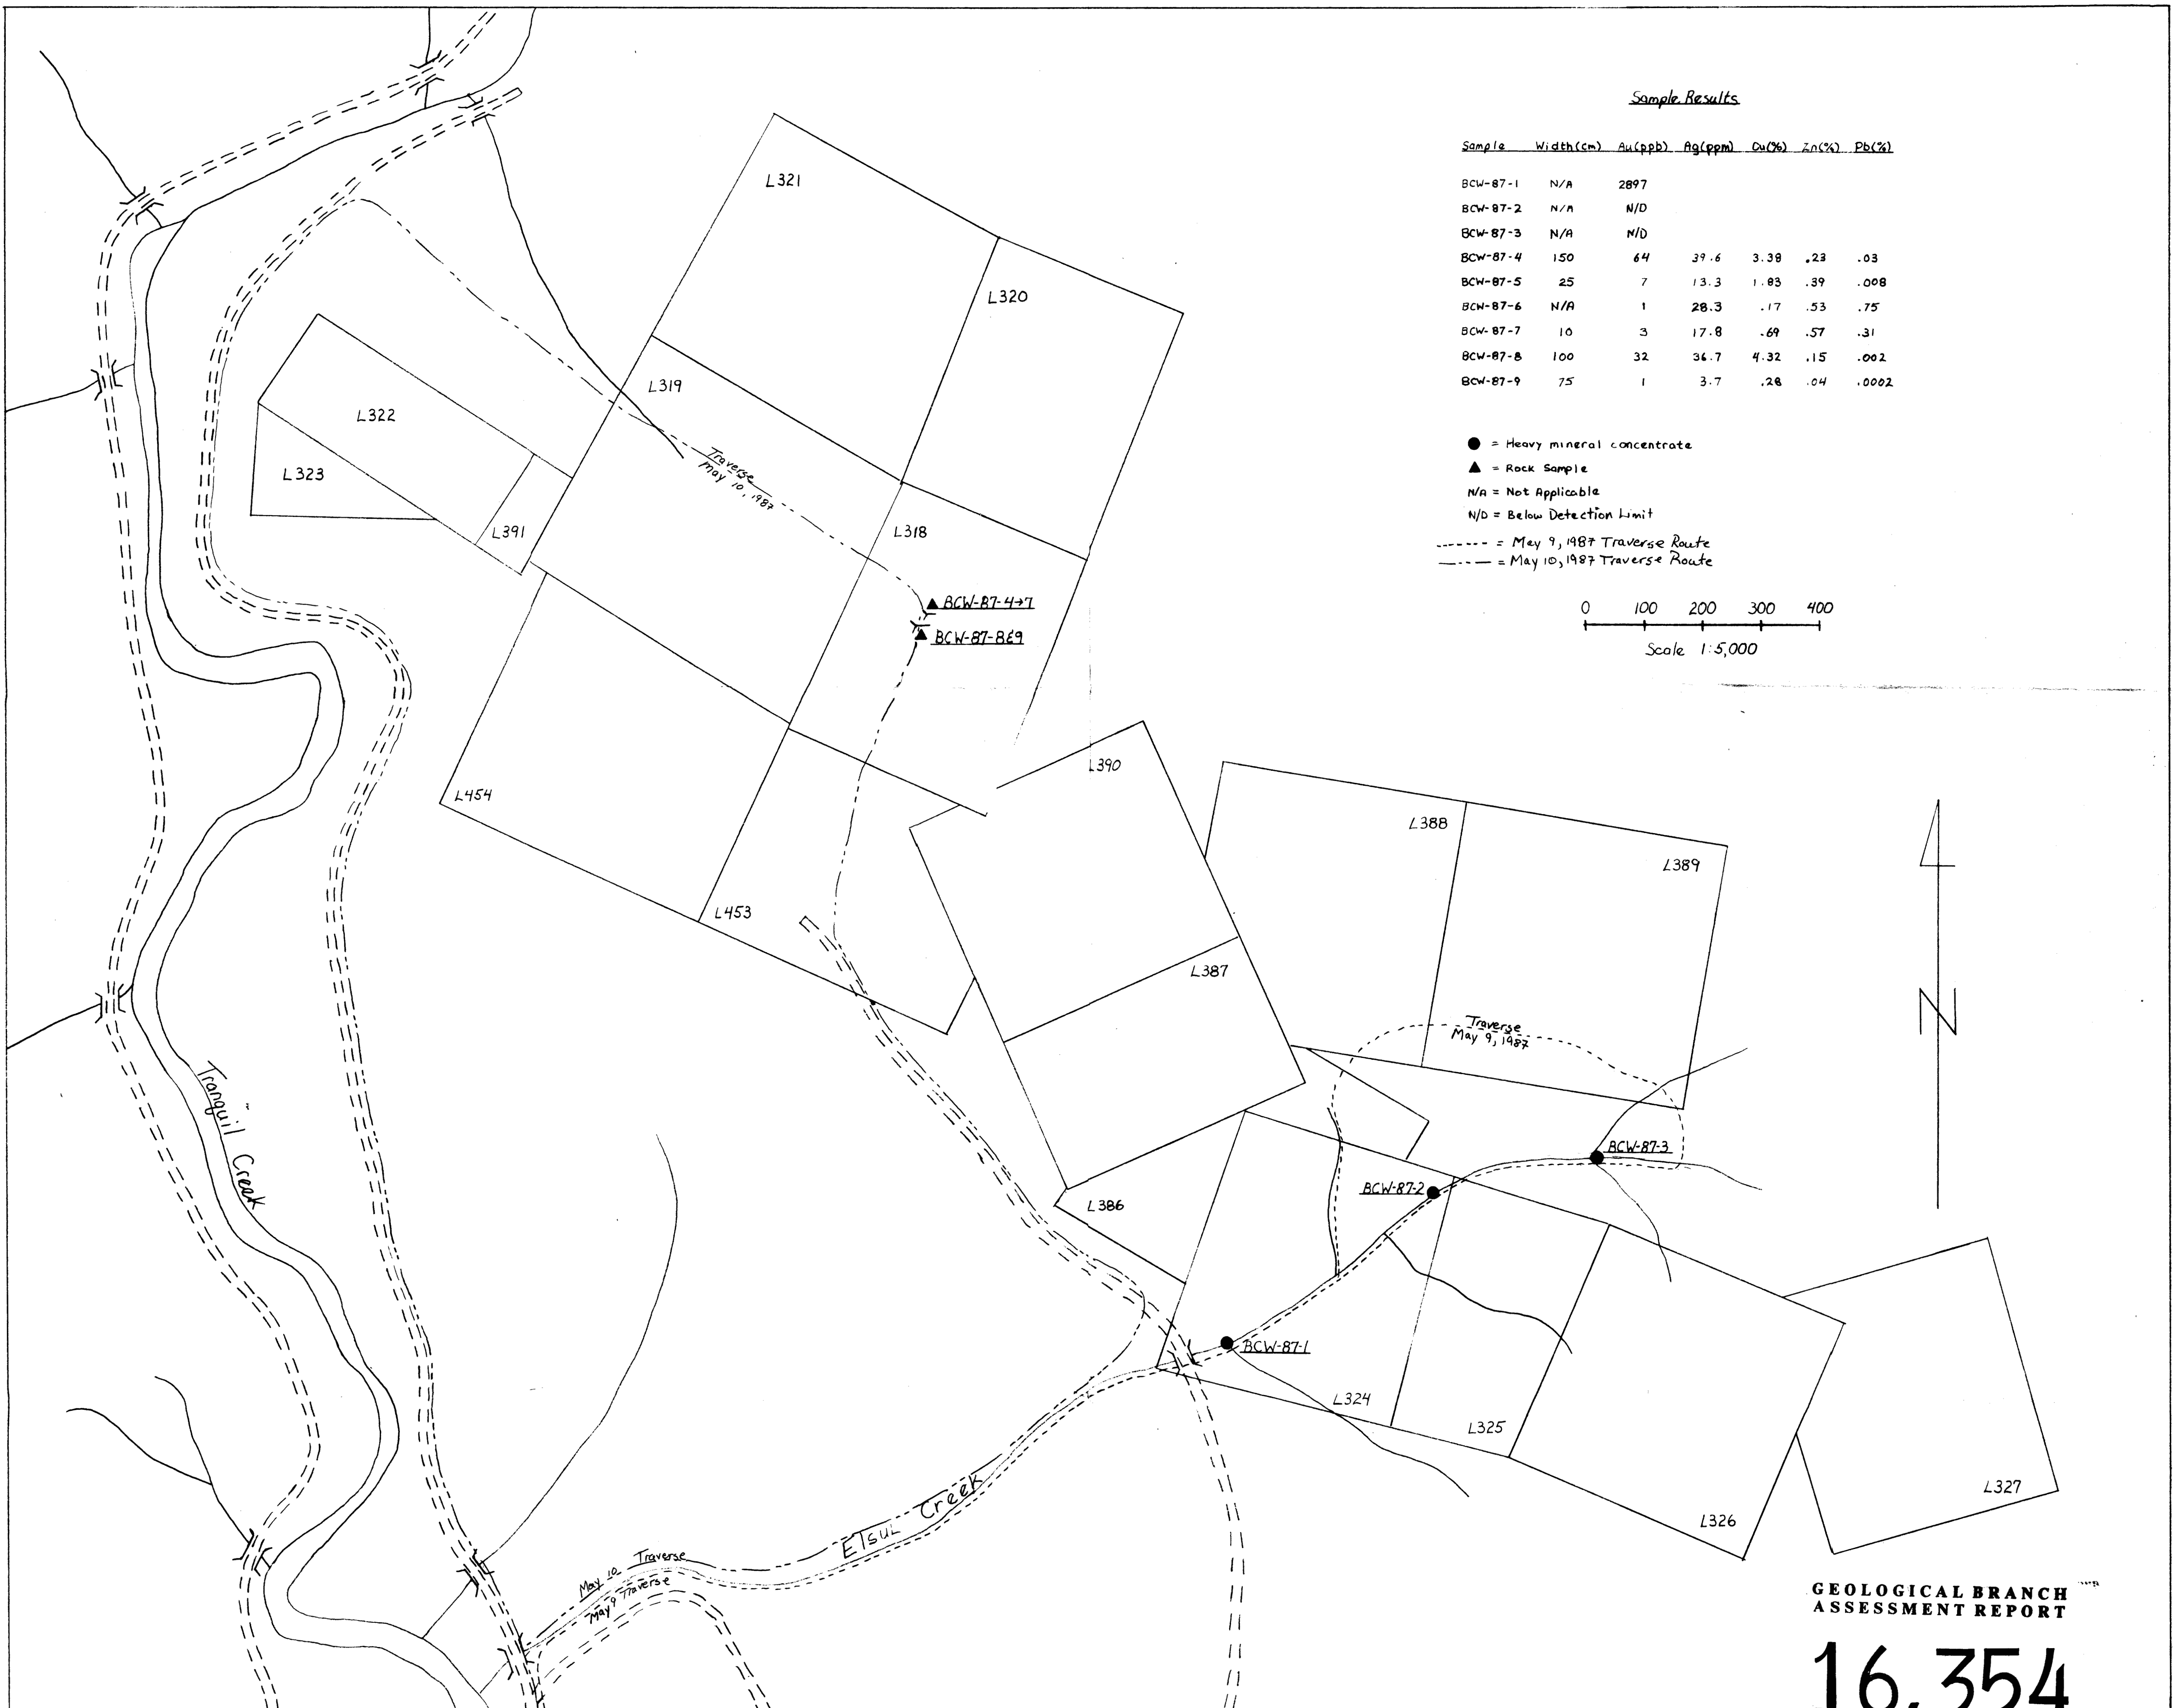 Sample Results
Sample Width(cm) Au(ppb) Ag(ppm) Cu(%) Zn(%) Pb(%)
BCW-87-1 N/A 2897
BCW-87-2 N/A N/D
BCW-87-3 N/A N/D
BCW-87-4 150 64 39.6 3.38 .23 .03
BCW-87-5 25 7 13.3 1.83 .39 .008
BCW-87-6 N/A 1 28.3 .17 .53 .75
BCW-87-7 10 3 17.8 .69 .57 .31
BCW-87-8 100 32 36.7 4.32 .15 .002
BCW-87-9 75 1 3.7 .28 .04 .0002
= Heavy mineral concentrate
= Rock Sample
N/A = Not Applicable
N/D = Below Detection Limit
= May 9, 1987 Traverse Route
= May 10, 1987 Traverse Route
0 100 200 300 400
Scale 1:5,000
L321
L320
L319
L322
L323
L391
Traverse
May 10, 1987
L318
BCW-87-4→7
BCW-87-8&9
L390
L454
L453
L388
L389
L387
N
Traverse
May 9, 1987
Tranquil Creek
BCW-87-3
BCW-87-2
L386
BCW-87-1
L324
L325
L326
L327
ETSUL Creek
May 10 Traverse
May 9 Traverse
GEOLOGICAL BRANCH
ASSESSMENT REPORT
16,354